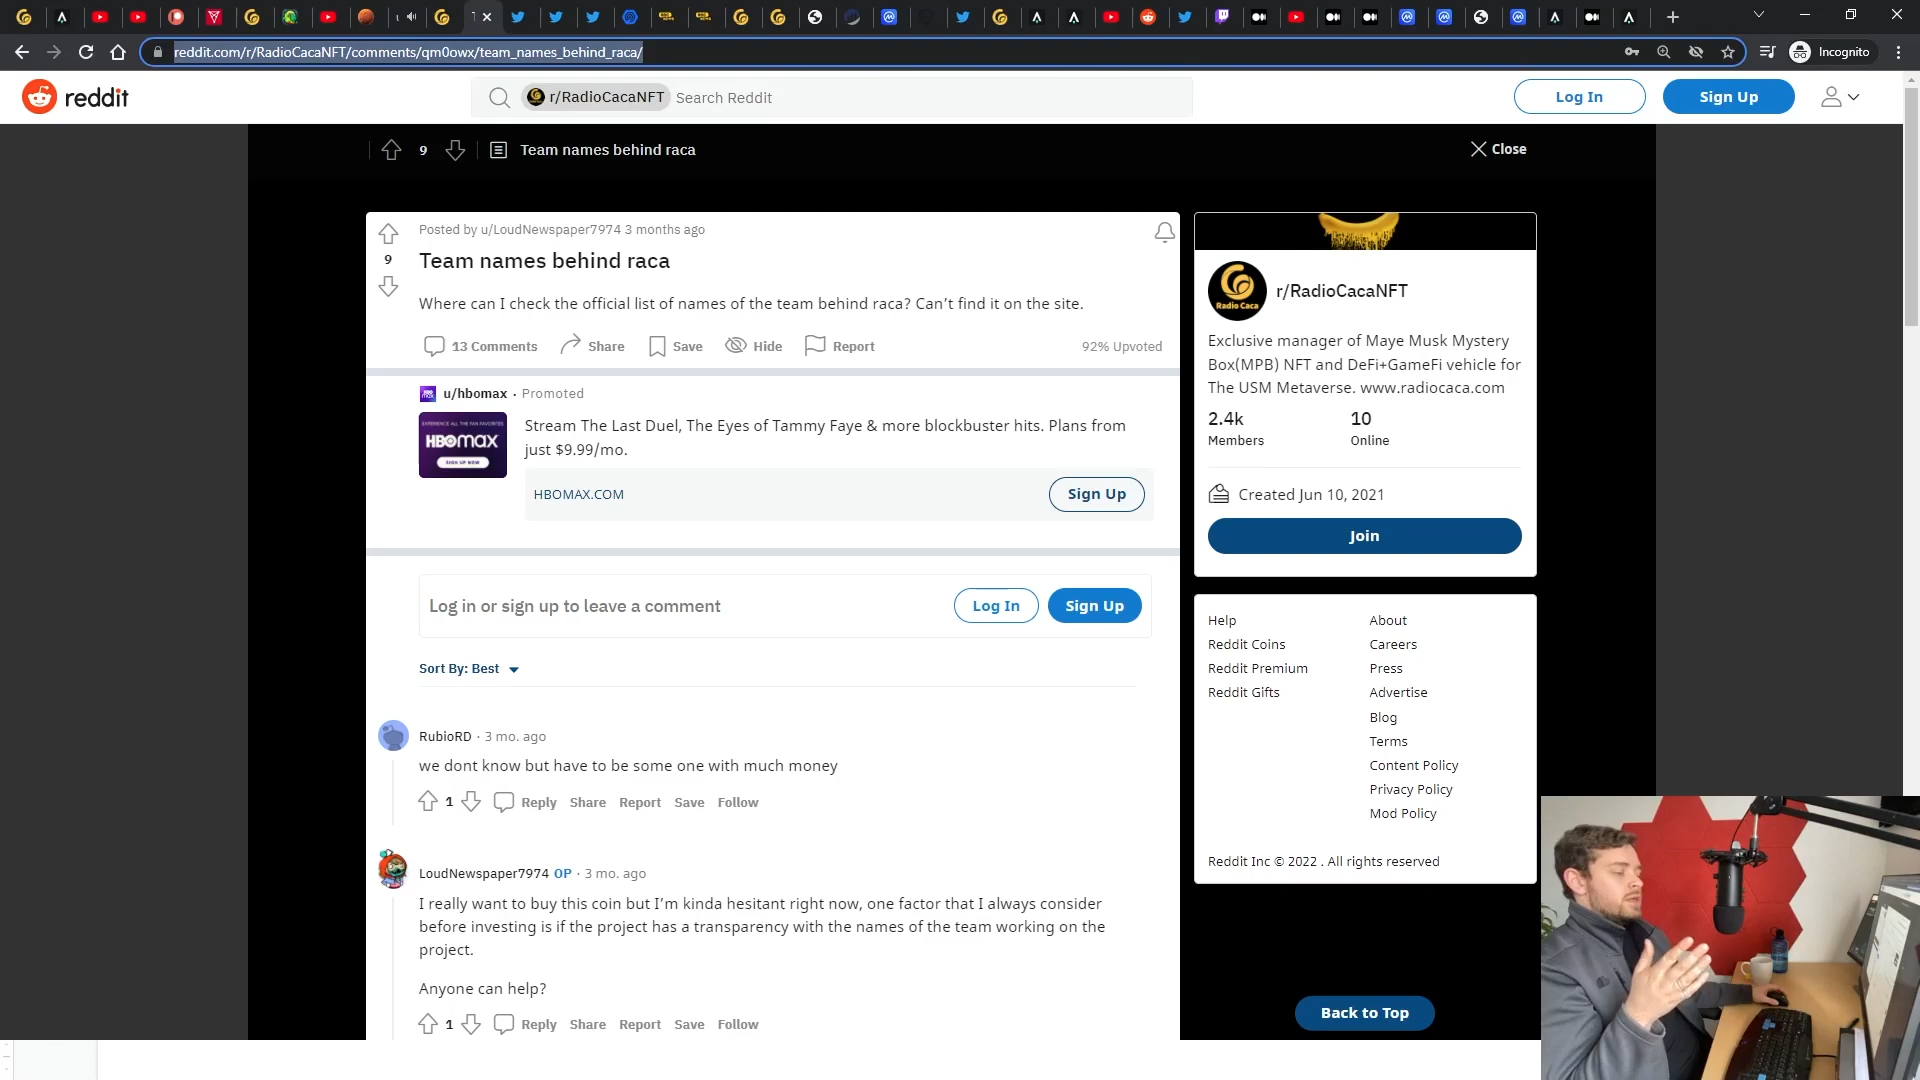 reddit.com/r/RadioCacaNFT/comments/qm0owx/team_names_behind_raca/
Incognito
reddit
r/RadioCacaNFT
Search Reddit
Log In
Sign Up
9
Team names behind raca
Close
Posted by u/LoudNewspaper7974 3 months ago
9
Team names behind raca
Where can I check the official list of names of the team behind raca? Can’t find it on the site.
13 Comments
Share
Save
Hide
Report
92% Upvoted
u/hbomax · Promoted
EXPERIENCE ALL THE FAN FAVORITES
HBOMAX
SIGN UP NOW
Stream The Last Duel, The Eyes of Tammy Faye & more blockbuster hits. Plans from
just $9.99/mo.
HBOMAX.COM
Sign Up
Log in or sign up to leave a comment
Log In
Sign Up
Sort By: Best
RubioRD · 3 mo. ago
we dont know but have to be some one with much money
1
Reply
Share
Report
Save
Follow
LoudNewspaper7974 OP · 3 mo. ago
I really want to buy this coin but I’m kinda hesitant right now, one factor that I always consider
before investing is if the project has a transparency with the names of the team working on the
project.
Anyone can help?
1
Reply
Share
Report
Save
Follow
Radio Caca
r/RadioCacaNFT
Exclusive manager of Maye Musk Mystery
Box(MPB) NFT and DeFi+GameFi vehicle for
The USM Metaverse. www.radiocaca.com
2.4k
Members
10
Online
Created Jun 10, 2021
Join
Help
Reddit Coins
Reddit Premium
Reddit Gifts
About
Careers
Press
Advertise
Blog
Terms
Content Policy
Privacy Policy
Mod Policy
Reddit Inc © 2022 . All rights reserved
Back to Top